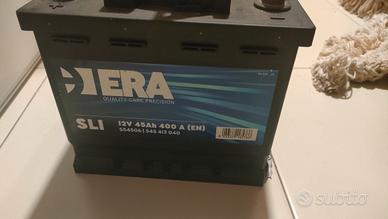 ERA
QUALITY CARE PRECISION
SLI
12V 45Ah 400 A (EN)
S54506 | 545 413 040
subito